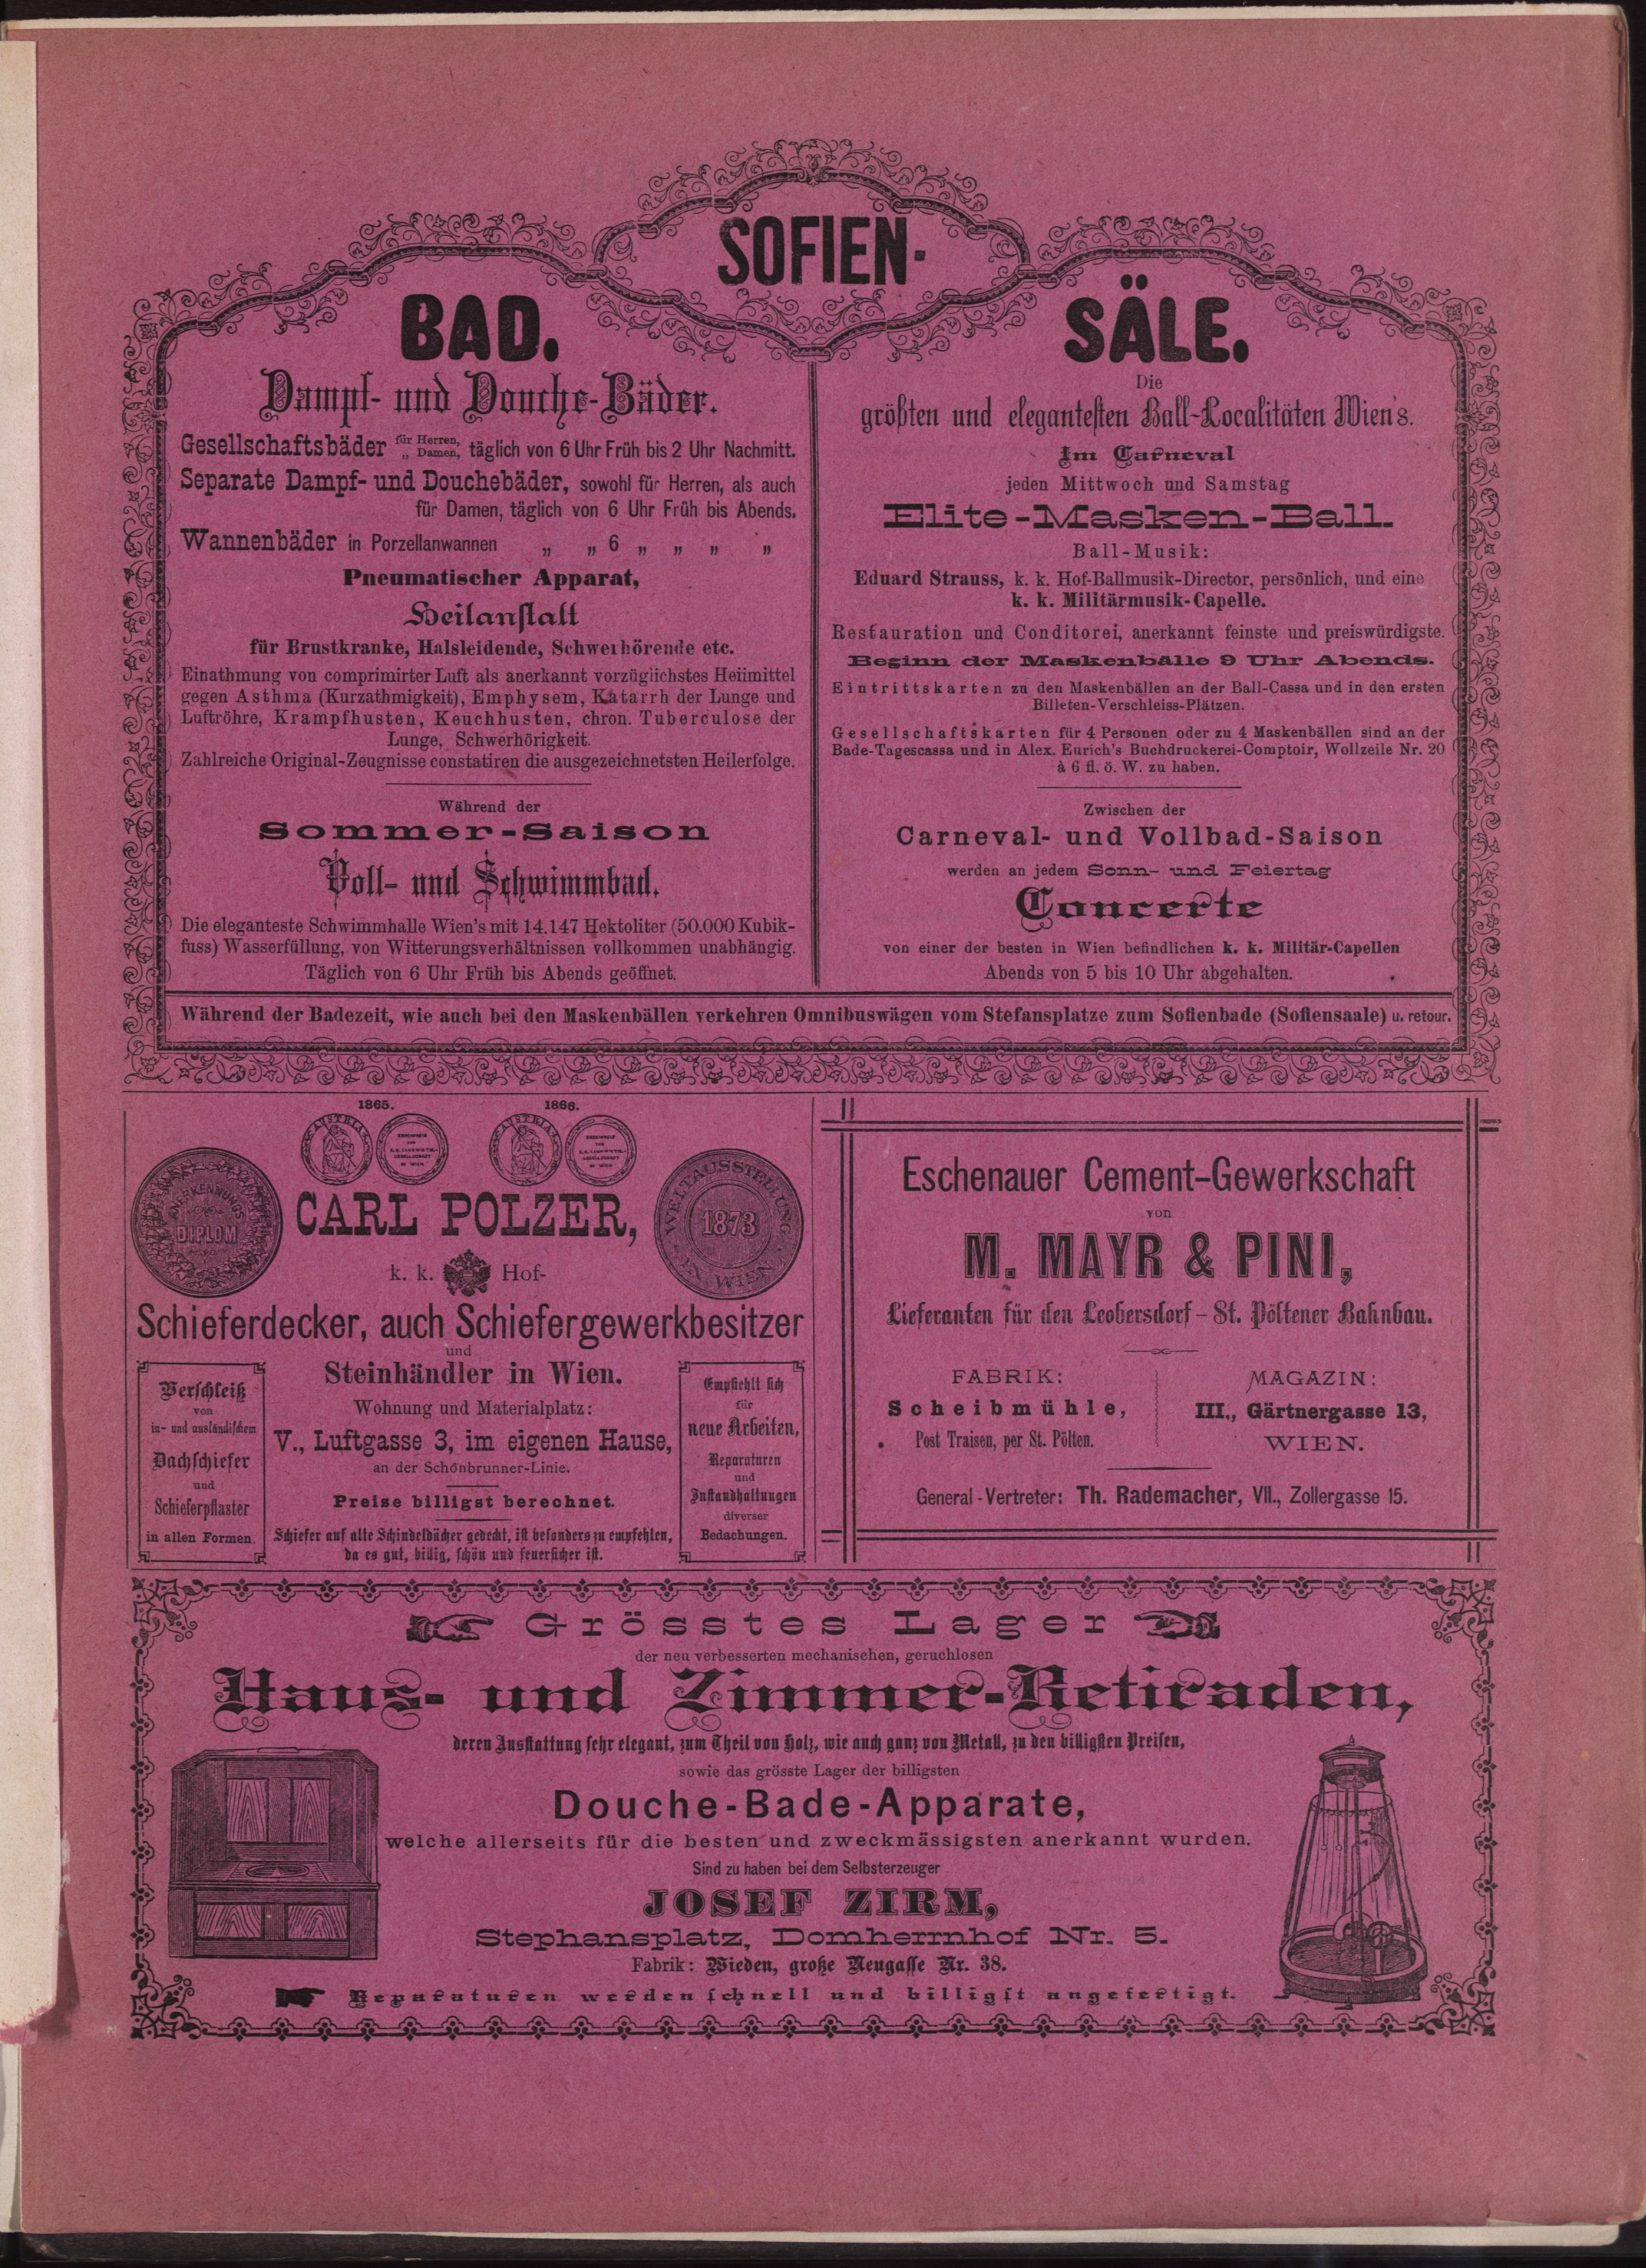 SOFIEN-
BAD.
Dampf- und Douche-Bäder.
Gesellschaftsbäder für Herren, „ Damen, täglich von 6 Uhr Früh bis 2 Uhr Nachmitt.
Separate Dampf- und Douchebäder, sowohl für Herren, als auch
für Damen, täglich von 6 Uhr Früh bis Abends.
Wannenbäder in Porzellanwannen „ „ 6 „ „ „ „
Pneumatischer Apparat,
Heilanstalt
für Brustkranke, Halsleidende, Schwerhörende etc.
Einathmung von comprimirter Luft als anerkannt vorzüglichstes Heilmittel
gegen Asthma (Kurzathmigkeit), Emphysem, Katarrh der Lunge und
Luftröhre, Krampfhusten, Keuchhusten, chron. Tuberculose der
Lunge, Schwerhörigkeit.
Zahlreiche Original-Zeugnisse constatiren die ausgezeichnetsten Heilerfolge.
Während der
Sommer-Saison
Voll- und Schwimmbad.
Die eleganteste Schwimmhalle Wien's mit 14.147 Hektoliter (50.000 Kubik-
fuss) Wasserfüllung, von Witterungsverhältnissen vollkommen unabhängig.
Täglich von 6 Uhr Früh bis Abends geöffnet.
SÄLE.
Die
größten und elegantesten Ball-Localitäten Wien's.
Im Carneval
jeden Mittwoch und Samstag
Elite-Masken-Ball.
Ball-Musik:
Eduard Strauss, k. k. Hof-Ballmusik-Director, persönlich, und eine
k. k. Militärmusik-Capelle.
Restauration und Conditorei, anerkannt feinste und preiswürdigste.
Beginn der Maskenbälle 9 Uhr Abends.
Eintrittskarten zu den Maskenbällen an der Ball-Cassa und in den ersten
Billeten-Verschleiss-Plätzen.
Gesellschaftskarten für 4 Personen oder zu 4 Maskenbällen sind an der
Bade-Tagescassa und in Alex. Eurich's Buchdruckerei-Comptoir, Wollzeile Nr. 20
à 6 fl. ö. W. zu haben.
Zwischen der
Carneval- und Vollbad-Saison
werden an jedem Sonn- und Feiertag
Concerte
von einer der besten in Wien befindlichen k. k. Militär-Capellen
Abends von 5 bis 10 Uhr abgehalten.
Während der Badezeit, wie auch bei den Maskenbällen verkehren Omnibuswägen vom Stefansplatze zum Sofienbade (Sofiensaale) u. retour.
1865.
1866.
AUSTRIA
AUSTRIA
ANERKENNUNGS
DIPLOM
WELTAUSSTELLUNG
1873
IN WIEN
CARL POLZER,
k. k. Hof-
Schieferdecker, auch Schiefergewerkbesitzer
und
Steinhändler in Wien.
Wohnung und Materialplatz:
V., Luftgasse 3, im eigenen Hause,
an der Schönbrunner-Linie.
Preise billigst berechnet.
Schiefer auf alte Schindeldächer gedeckt, ist besonders zu empfehlen,
da es gut, billig, schön und feuersicher ist.
Verschleiß
von
in- und ausländischem
Dachschiefer
und
Schieferpflaster
in allen Formen.
Empfiehlt sich
für
neue Arbeiten,
Reparaturen
und
Instandhaltungen
diverser
Bedachungen.
Eschenauer Cement-Gewerkschaft
von
M. MAYR & PINI,
Lieferanten für den Leobersdorf – St. Pöltener Bahnbau.
FABRIK:
Scheibmühle,
Post Traisen, per St. Pölten.
MAGAZIN:
III., Gärtnergasse 13,
WIEN.
General-Vertreter: Th. Rademacher, VII., Zollergasse 15.
Grösstes Lager
der neu verbesserten mechanischen, geruchlosen
Haus- und Zimmer-Retiraden,
deren Ausstattung sehr elegant, zum Theil von Holz, wie auch ganz von Metall, zu den billigsten Preisen,
sowie das grösste Lager der billigsten
Douche-Bade-Apparate,
welche allerseits für die besten und zweckmässigsten anerkannt wurden.
Sind zu haben bei dem Selbsterzeuger
JOSEF ZIRM,
Stephansplatz, Domherrnhof Nr. 5.
Fabrik: Wieden, große Neugasse Nr. 38.
Reparaturen werden schnell und billigst angefertigt.